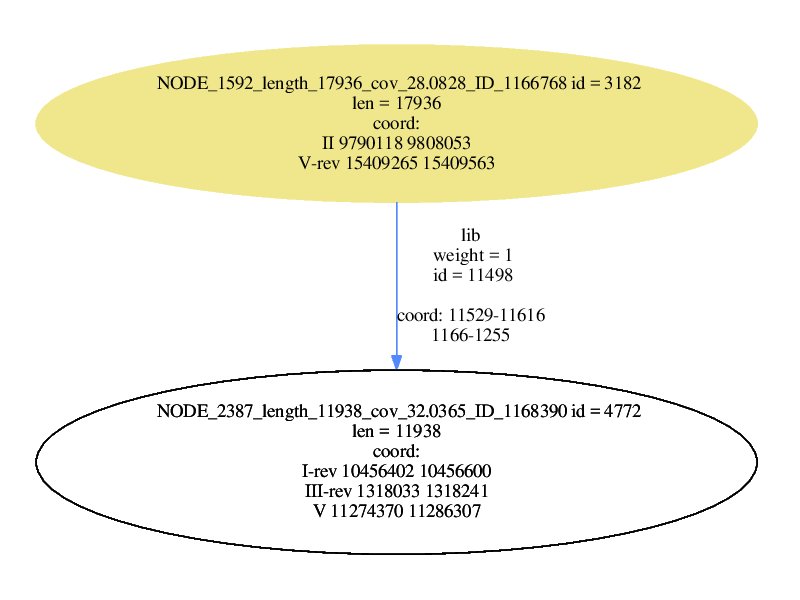 NODE_1592_length_17936_cov_28.0828_ID_1166768 id = 3182
len = 17936
coord:
II 9790118 9808053
V-rev 15409265 15409563
lib
weight = 1
id = 11498
coord: 11529-11616
1166-1255
NODE_2387_length_11938_cov_32.0365_ID_1168390 id = 4772
len = 11938
coord:
I-rev 10456402 10456600
III-rev 1318033 1318241
V 11274370 11286307